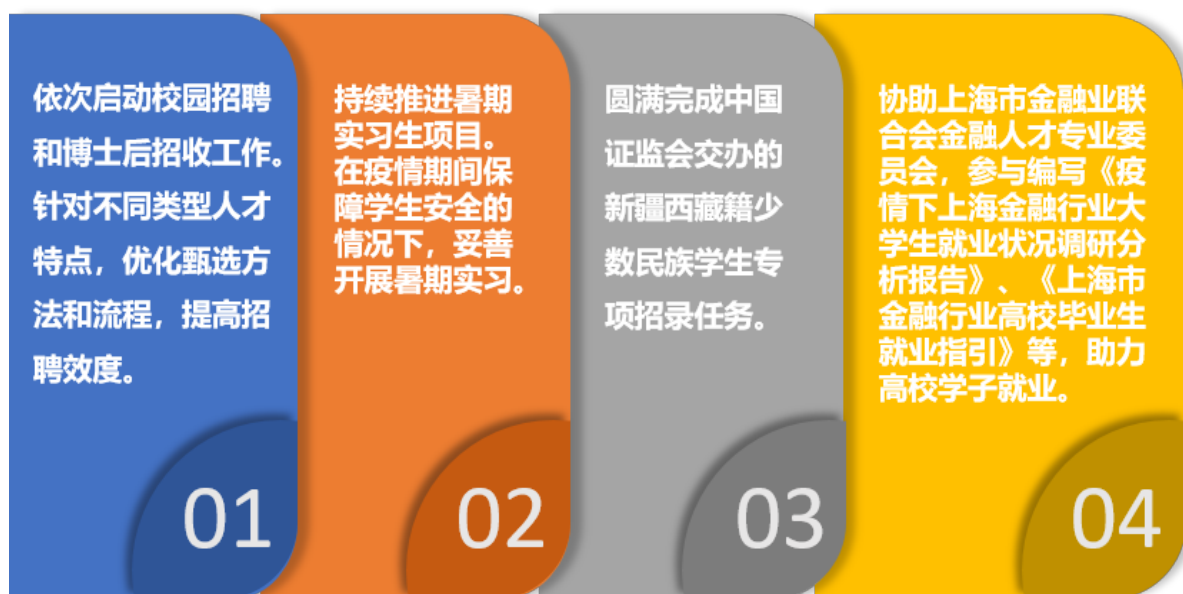 依次启动校园招聘
和博士后招收工作。
针对不同类型人才
特点，优化甄选方
法和流程，提高招
聘效度。
01
持续推进暑期
实习生项目。
在疫情期间保
障学生安全的
情况下，妥善
开展暑期实习。
02
圆满完成中国
证监会交办的
新疆西藏籍少
数民族学生专
项招录任务。
03
协助上海市金融业联
合会金融人才专业委
员会，参与编写《疫
情下上海金融行业大
学生就业状况调研分
析报告》、《上海市
金融行业高校毕业生
就业指引》等，助力
高校学子就业。
04